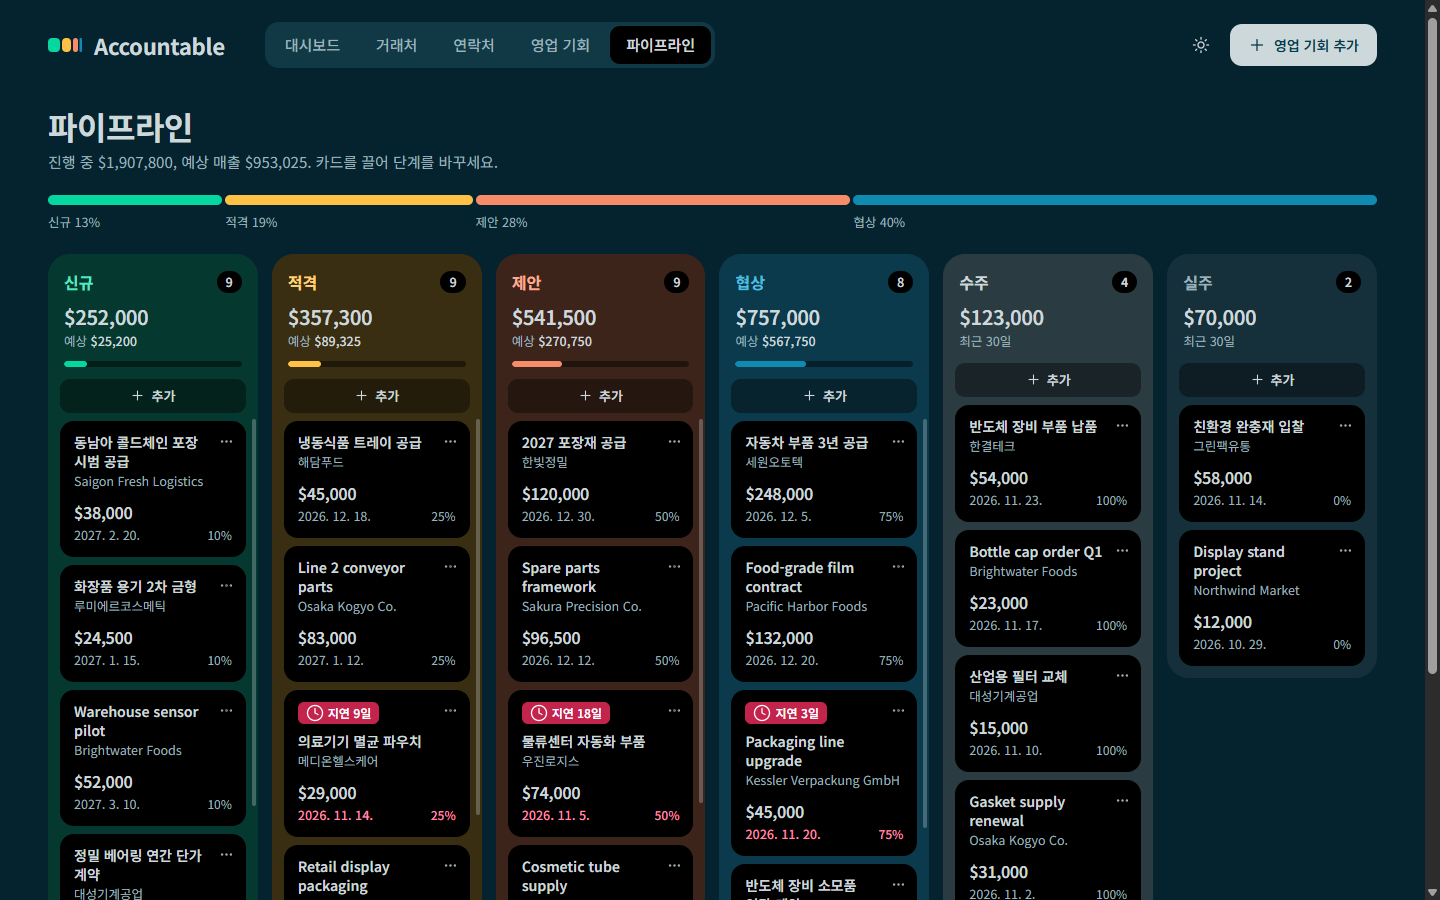 Accountable
대시보드
거래처
연락처
영업 기회
파이프라인
영업 기회 추가
파이프라인
진행 중 $1,907,800, 예상 매출 $953,025. 카드를 끌어 단계를 바꾸세요.
신규 13%
적격 19%
제안 28%
협상 40%
신규
9
$252,000
예상 $25,200
추가
동남아 콜드체인 포장
시범 공급
Saigon Fresh Logistics
$38,000
2027. 2. 20.
10%
화장품 용기 2차 금형
루미에르코스메틱
$24,500
2027. 1. 15.
10%
Warehouse sensor
pilot
Brightwater Foods
$52,000
2027. 3. 10.
10%
정밀 베어링 연간 단가
계약
대성기계공업
적격
9
$357,300
예상 $89,325
추가
냉동식품 트레이 공급
해담푸드
$45,000
2026. 12. 18.
25%
Line 2 conveyor
parts
Osaka Kogyo Co.
$83,000
2027. 1. 12.
25%
지연 9일
의료기기 멸균 파우치
메디온헬스케어
$29,000
2026. 11. 14.
25%
Retail display
packaging
제안
9
$541,500
예상 $270,750
추가
2027 포장재 공급
한빛정밀
$120,000
2026. 12. 30.
50%
Spare parts
framework
Sakura Precision Co.
$96,500
2026. 12. 12.
50%
지연 18일
물류센터 자동화 부품
우진로지스
$74,000
2026. 11. 5.
50%
Cosmetic tube
supply
협상
8
$757,000
예상 $567,750
추가
자동차 부품 3년 공급
세원오토텍
$248,000
2026. 12. 5.
75%
Food-grade film
contract
Pacific Harbor Foods
$132,000
2026. 12. 20.
75%
지연 3일
Packaging line
upgrade
Kessler Verpackung GmbH
$45,000
2026. 11. 20.
75%
반도체 장비 소모품
수주
4
$123,000
최근 30일
추가
반도체 장비 부품 납품
한결테크
$54,000
2026. 11. 23.
100%
Bottle cap order Q1
Brightwater Foods
$23,000
2026. 11. 17.
100%
산업용 필터 교체
대성기계공업
$15,000
2026. 11. 10.
100%
Gasket supply
renewal
Osaka Kogyo Co.
$31,000
2026. 11. 2.
100%
실주
2
$70,000
최근 30일
추가
친환경 완충재 입찰
그린팩유통
$58,000
2026. 11. 14.
0%
Display stand
project
Northwind Market
$12,000
2026. 10. 29.
0%